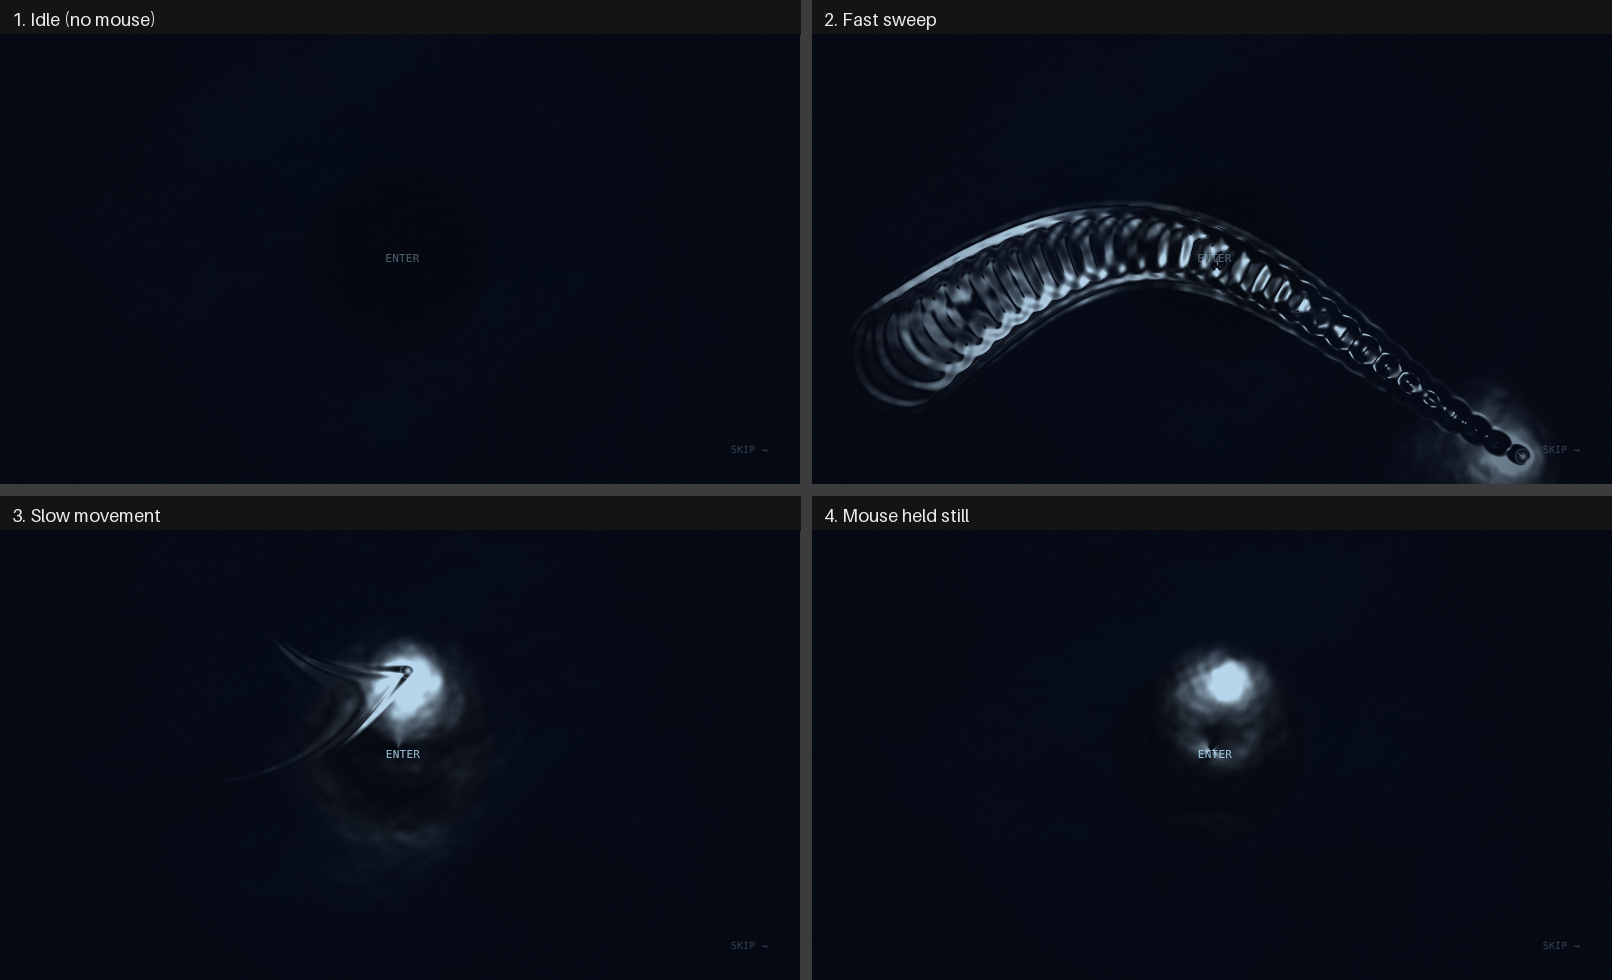 1. Idle (no mouse)
ENTER
SKIP →
2. Fast sweep
ENTER
SKIP →
3. Slow movement
ENTER
SKIP →
4. Mouse held still
ENTER
SKIP →